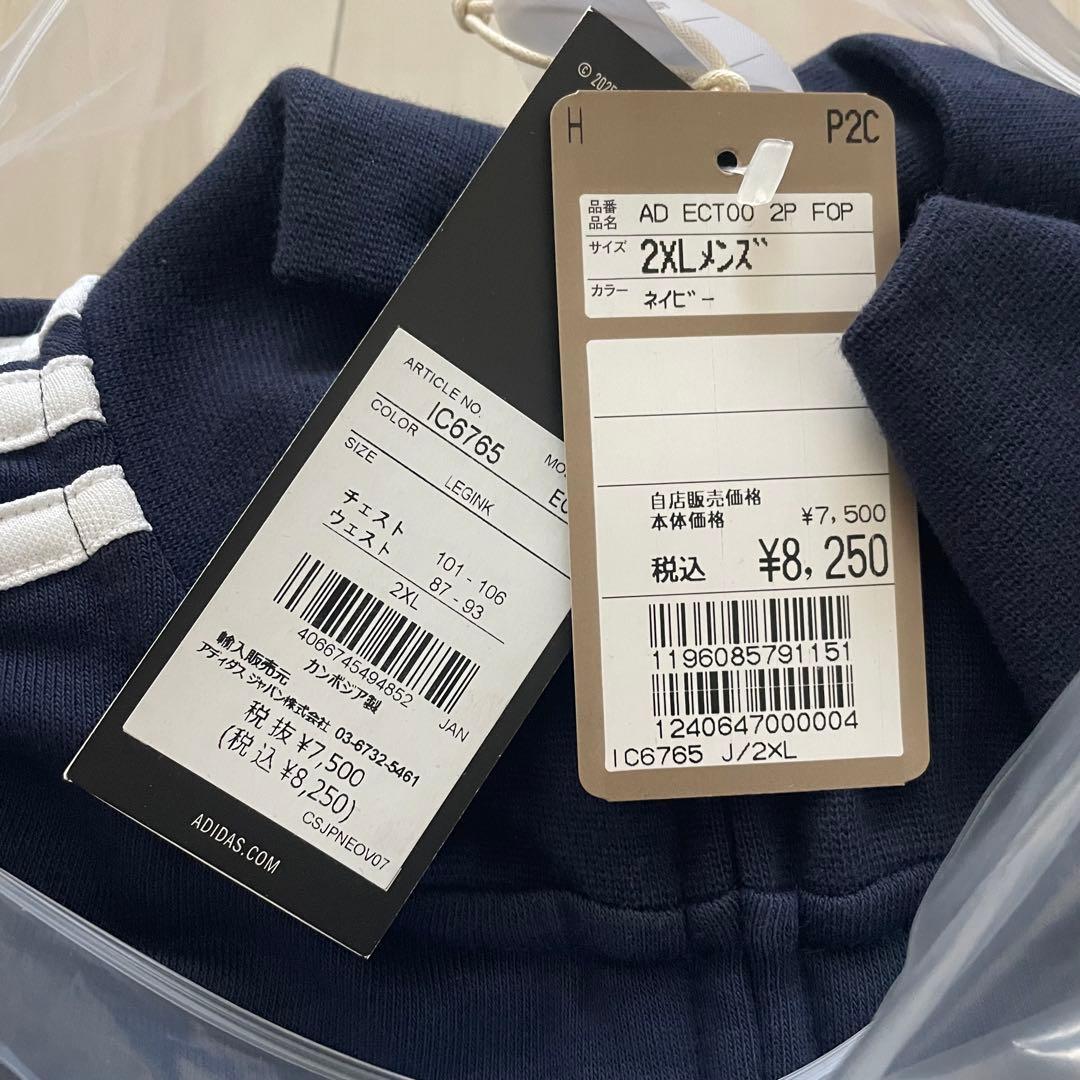 © 2025
ARTICLE NO.
IC6765
COLOR
LEGINK
SIZE
チェスト 101 - 106
ウェスト 87 - 93
2XL
4066745494852
JAN
輸入販売元 カンボジア製
アディダス ジャパン株式会社 03-6732-5461
税抜 ¥7,500
(税込 ¥8,250)
CSJPNEOV07
ADIDAS.COM
H P2C
品番
品名 AD ECT00 2P FOP
サイズ 2XLメンズ
カラー ネイビー
自店販売価格
本体価格 ¥7,500
税込 ¥8,250
1196085791151
1240647000004
IC6765 J/2XL